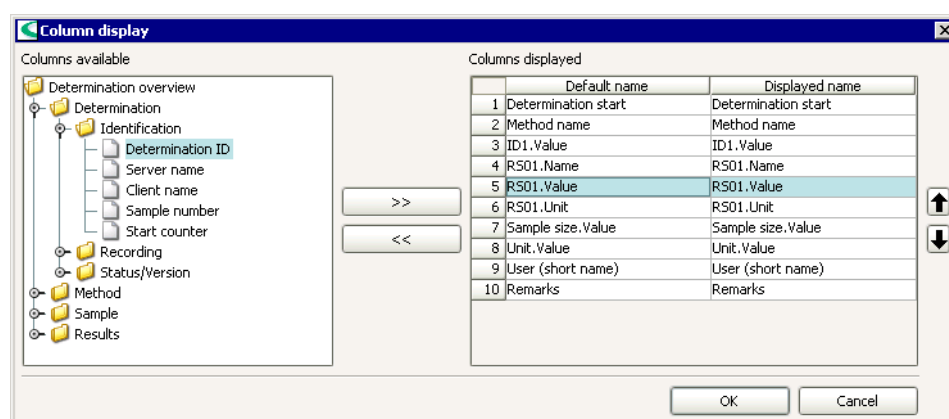 Column display
Columns available
Determination overview
Determination
Identification
Determination ID
Server name
Client name
Sample number
Start counter
Recording
Status/Version
Method
Sample
Results
>>
<<
Columns displayed
Default name Displayed name
1 Determination start Determination start
2 Method name Method name
3 ID1.Value ID1.Value
4 RS01.Name RS01.Name
5 RS01.Value RS01.Value
6 RS01.Unit RS01.Unit
7 Sample size.Value Sample size.Value
8 Unit.Value Unit.Value
9 User (short name) User (short name)
10 Remarks Remarks
OK Cancel